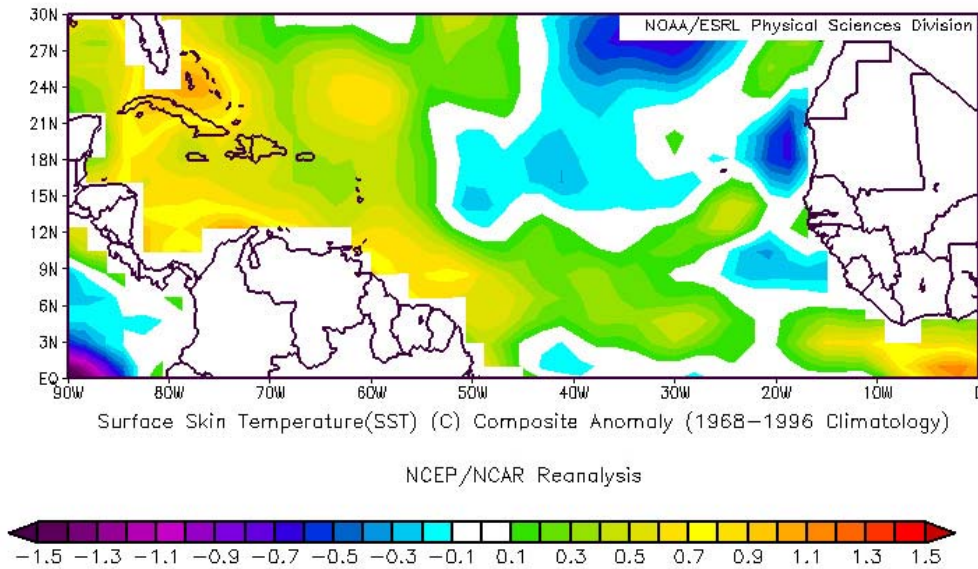 30N
NOAA/ESRL Physical Sciences Division
27N
24N
21N
18N
15N
12N
9N
6N
3N
EQ
90W 80W 70W 60W 50W 40W 30W 20W 10W 0
Surface Skin Temperature(SST) (C) Composite Anomaly (1968-1996 Climatology)
NCEP/NCAR Reanalysis
-1.5 -1.3 -1.1 -0.9 -0.7 -0.5 -0.3 -0.1 0.1 0.3 0.5 0.7 0.9 1.1 1.3 1.5